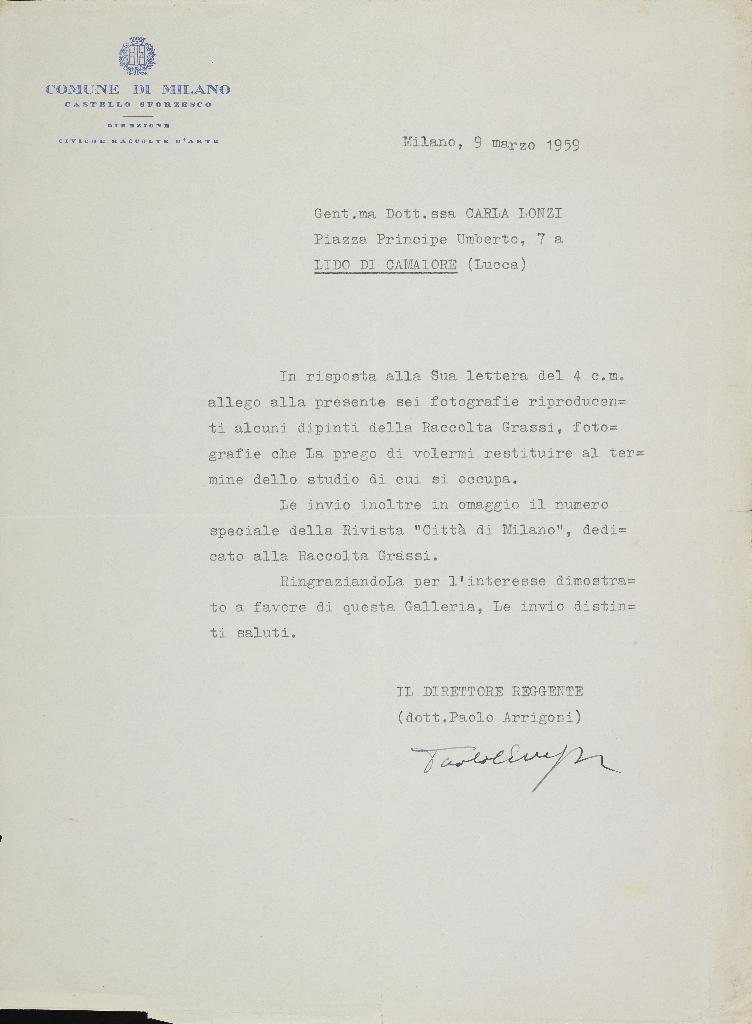 COMUNE DI MILANO
CASTELLO SFORZESCO
DIREZIONE
CIVICHE RACCOLTE D'ARTE
Milano, 9 marzo 1959
Gent.ma Dott.ssa CARLA LONZI
Piazza Principe Umberto, 7 a
LIDO DI CAMAIORE (Lucca)
In risposta alla Sua lettera del 4 c.m.
allego alla presente sei fotografie riproducen=
ti alcuni dipinti della Raccolta Grassi, foto=
grafie che La prego di volermi restituire al ter=
mine dello studio di cui si occupa.
Le invio inoltre in omaggio il numero
speciale della Rivista "Città di Milano", dedi=
cato alla Raccolta Grassi.
RingraziandoLa per l'interesse dimostra=
to a favore di questa Galleria, Le invio distin=
ti saluti.
IL DIRETTORE REGGENTE
(dott.Paolo Arrigoni)